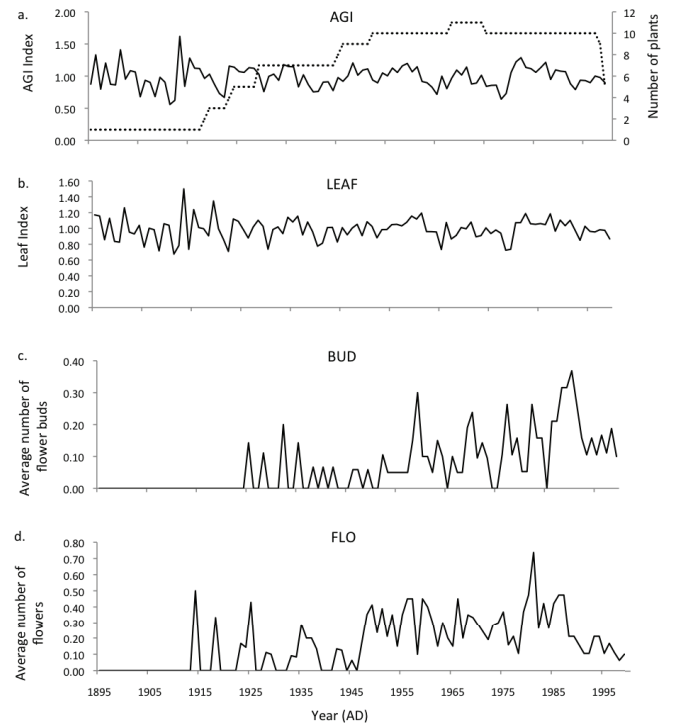 a.
AGI
2.00
1.50
1.00
0.50
0.00
AGI Index
12
10
8
6
4
2
0
Number of plants
b.
LEAF
1.60
1.40
1.20
1.00
0.80
0.60
0.40
0.20
0.00
Leaf Index
c.
BUD
0.40
0.30
0.20
0.10
0.00
Average number of
flower buds
d.
FLO
0.80
0.70
0.60
0.50
0.40
0.30
0.20
0.10
0.00
Average number of
flowers
1895 1905 1915 1925 1935 1945 1955 1965 1975 1985 1995
Year (AD)